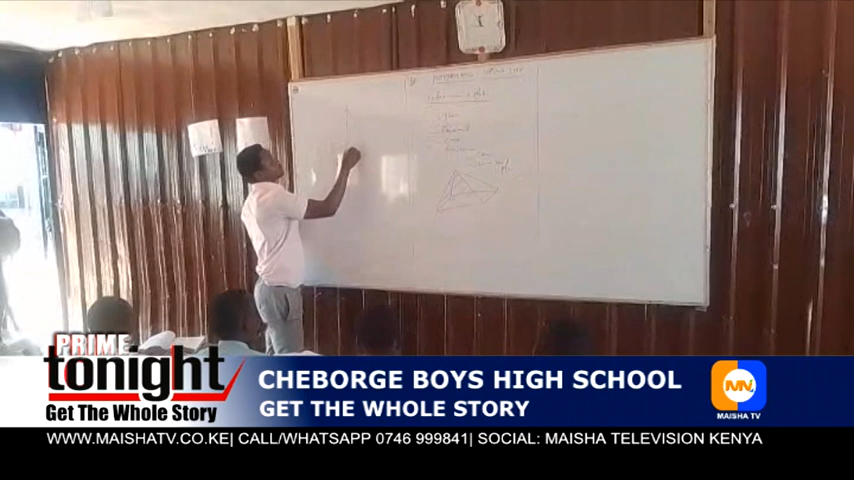 PRIME
tonight
Get The Whole Story
CHEBORGE BOYS HIGH SCHOOL
GET THE WHOLE STORY
MN
MAISHA TV
WWW.MAISHATV.CO.KE| CALL/WHATSAPP 0746 999841| SOCIAL: MAISHA TELEVISION KENYA